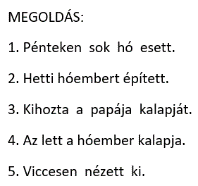 MEGOLDÁS:
1. Pénteken sok hó esett.
2. Hetti hóembert épített.
3. Kihozta a papája kalapját.
4. Az lett a hóember kalapja.
5. Viccesen nézett ki.